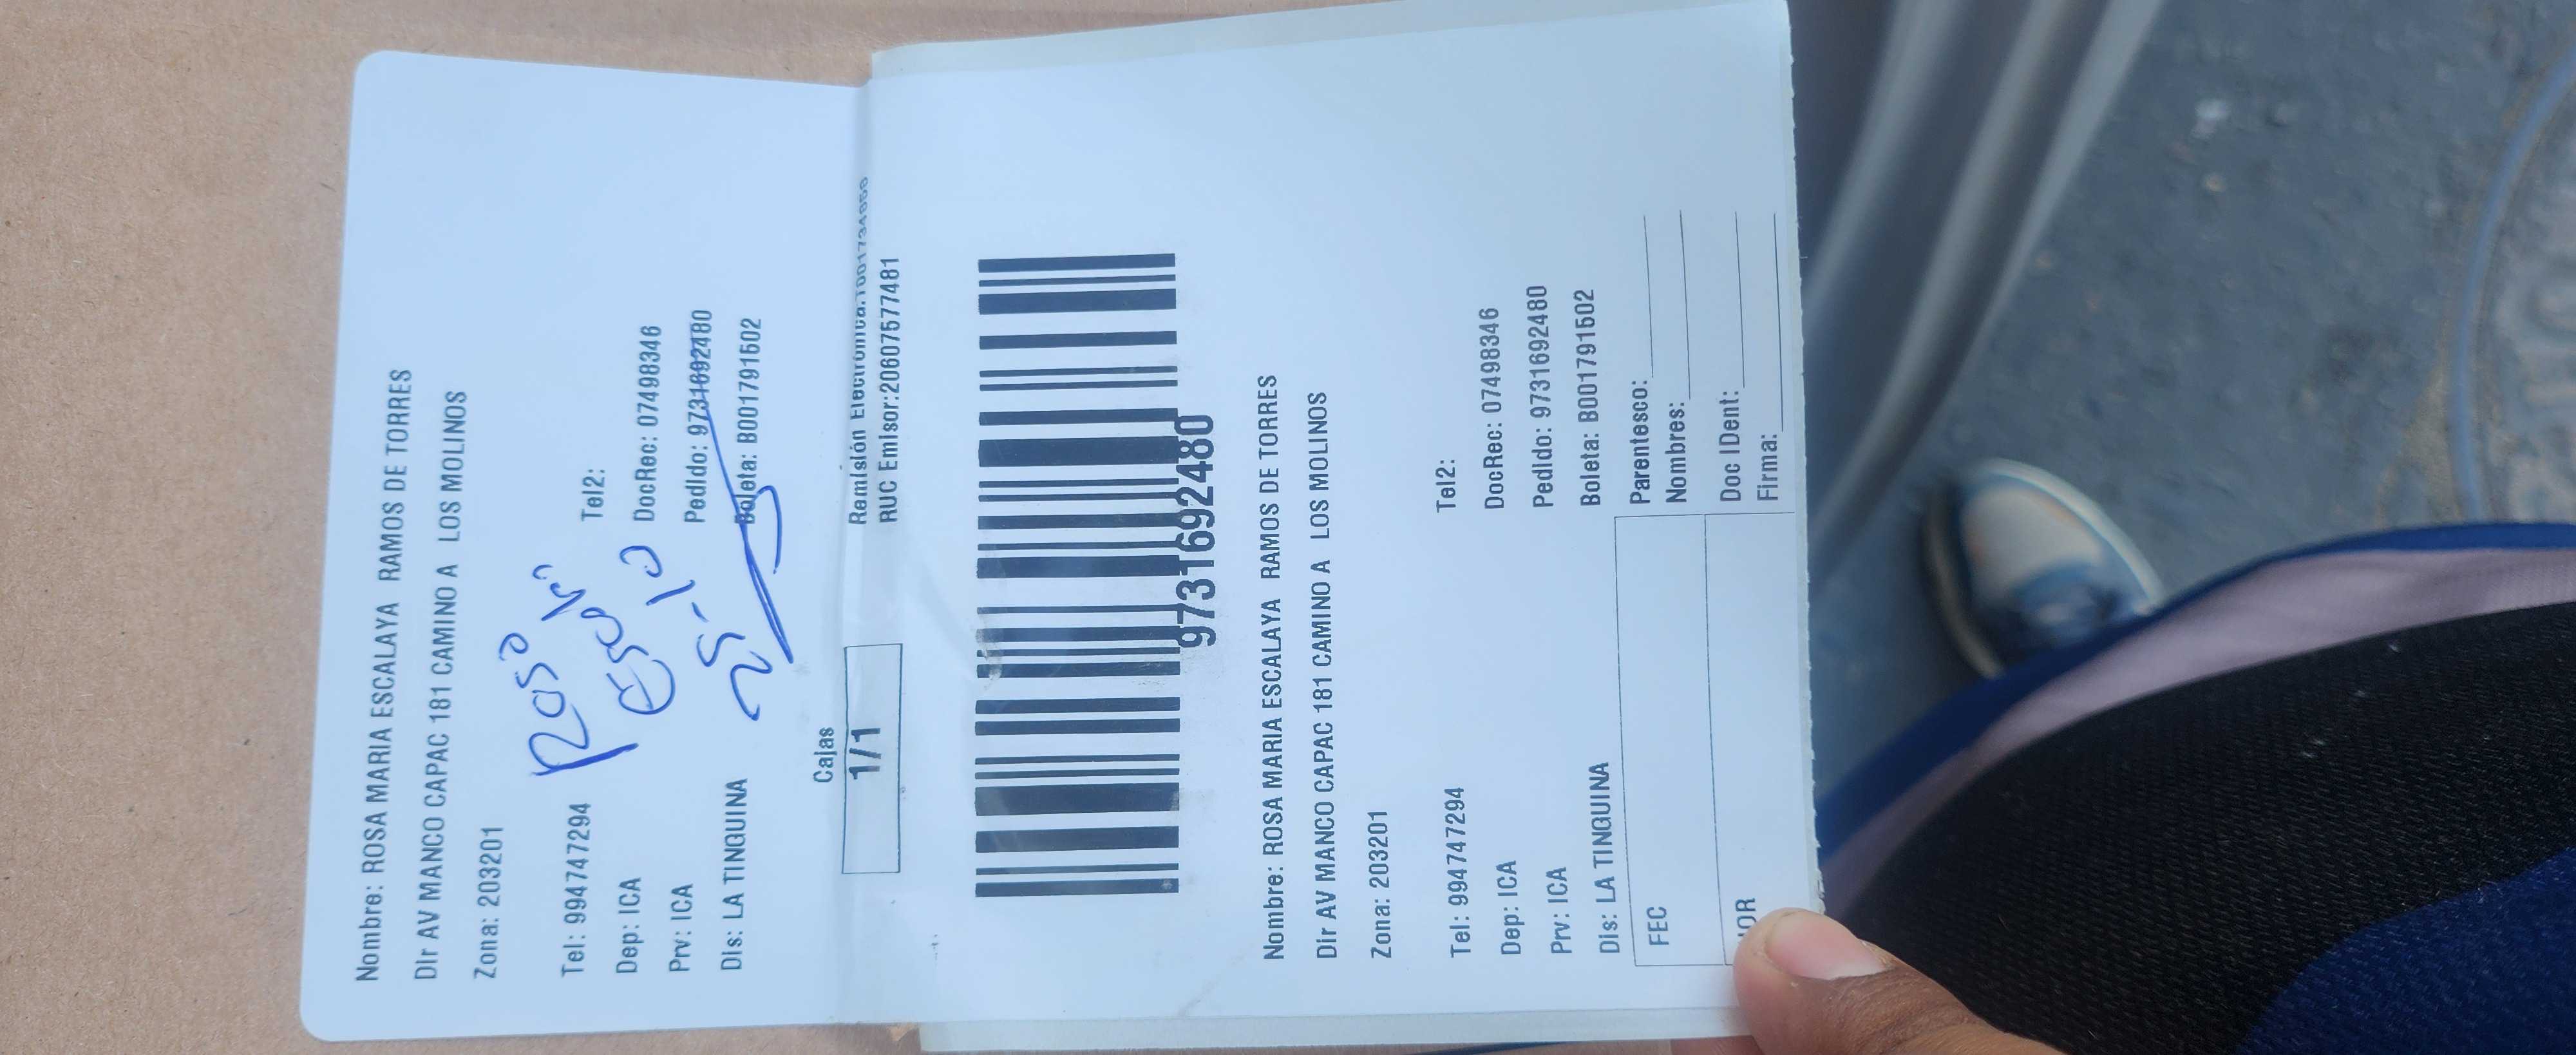 Nombre: ROSA MARIA ESCALAYA RAMOS DE TORRES
Dir AV MANCO CAPAC 181 CAMINO A LOS MOLINOS
Zona: 203201
Rosa
Tel: 994747294 Tel2:
Dep: ICA DocRec: 07498346
Prv: ICA Pedido: 9731692480
25-10
Dis: LA TINGUINA Boleta: B001791502
Cajas
1/1
Remisión Electrónica:
RUC Emisor:20607577481
9731692480
Nombre: ROSA MARIA ESCALAYA RAMOS DE TORRES
Dir AV MANCO CAPAC 181 CAMINO A LOS MOLINOS
Zona: 203201
Tel: 994747294 Tel2:
Dep: ICA DocRec: 07498346
Prv: ICA Pedido: 9731692480
Dis: LA TINGUINA Boleta: B001791502
FEC Parentesco:
Nombres:
Doc IDent:
Firma: